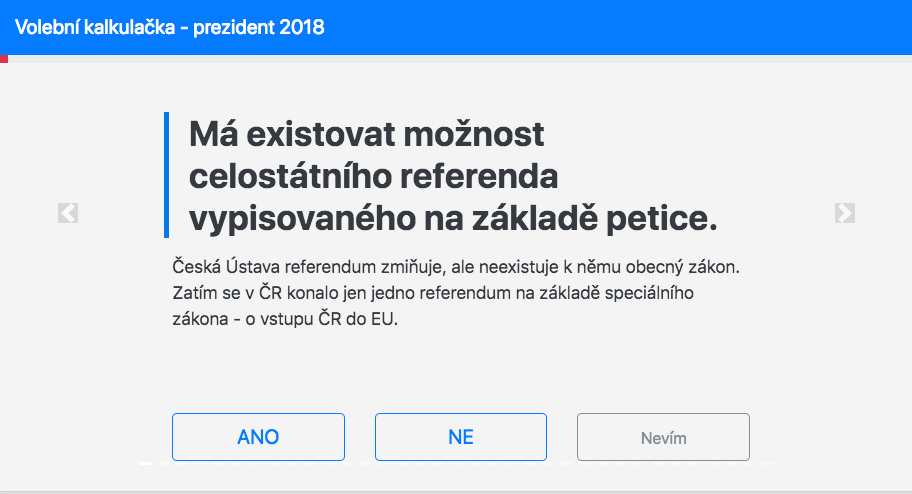 Volební kalkulačka - prezident 2018
Má existovat možnost
celostátního referenda
vypisovaného na základě petice.
Česká Ústava referendum zmiňuje, ale neexistuje k němu obecný zákon.
Zatím se v ČR konalo jen jedno referendum na základě speciálního
zákona - o vstupu ČR do EU.
ANO
NE
Nevím